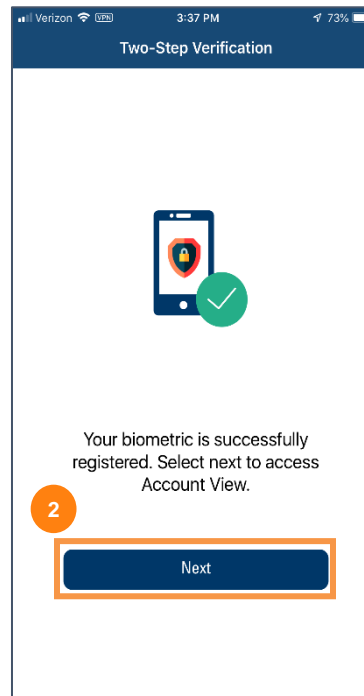 Verizon VPN 3:37 PM 73%
Two-Step Verification
Your biometric is successfully
registered. Select next to access
Account View.
2
Next